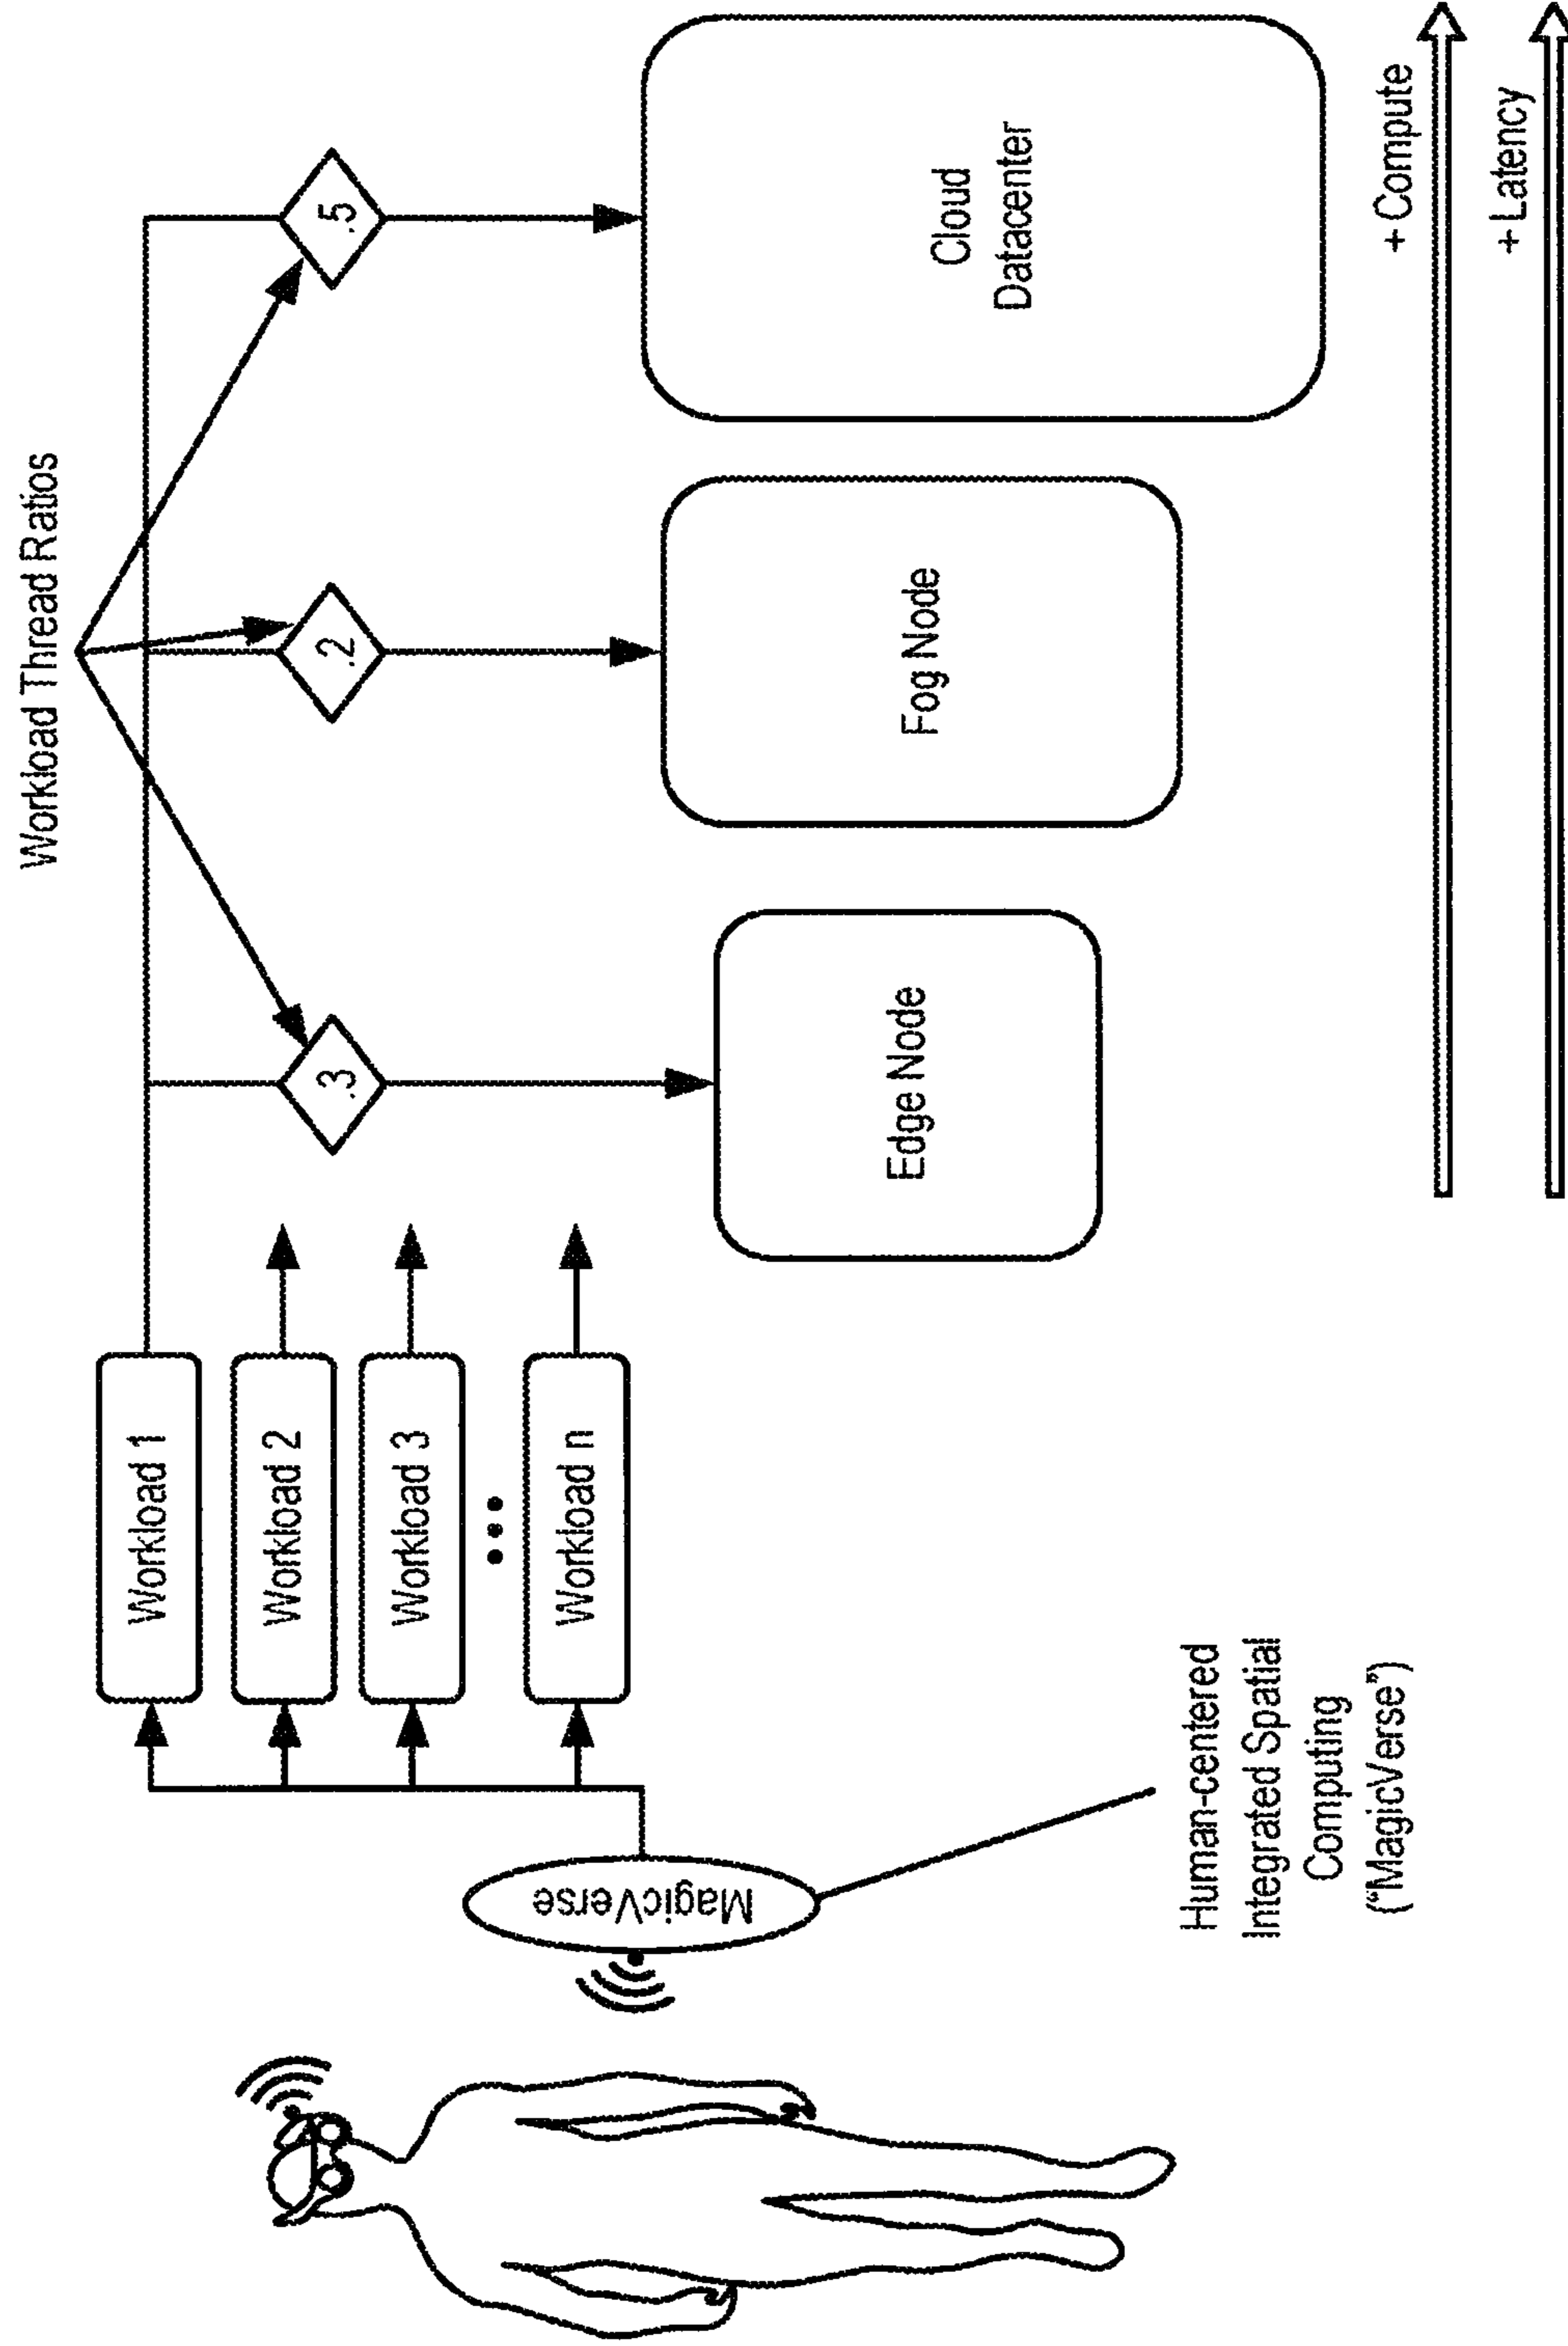 Workload Thread Ratios
Workload 1
Workload 2
Workload 3
Workload n
.3
.2
.5
MagicVerse
Edge Node
Fog Node
Cloud
Datacenter
Human-centered
Integrated Spatial
Computing
("MagicVerse")
+ Compute
+ Latency